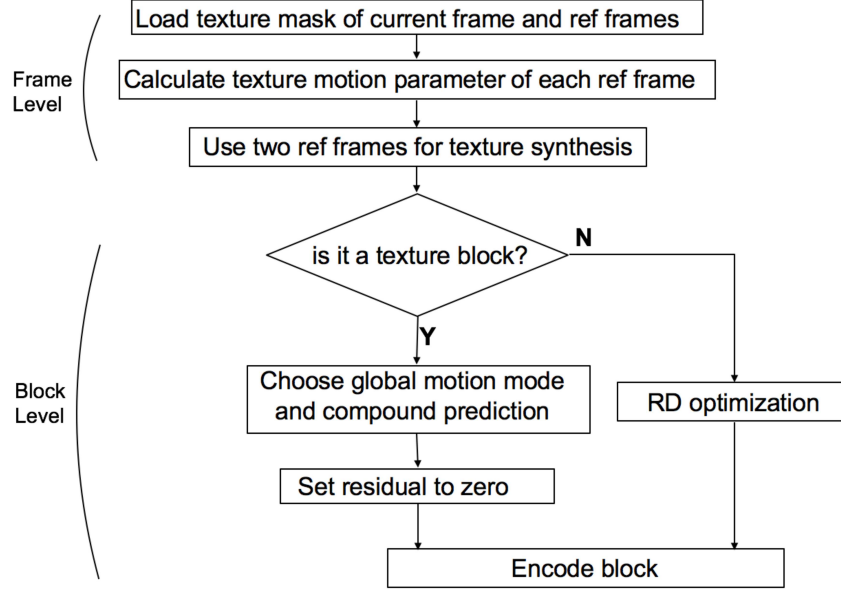 Load texture mask of current frame and ref frames
Frame
Level
Calculate texture motion parameter of each ref frame
Use two ref frames for texture synthesis
is it a texture block?
N
Y
Block
Level
Choose global motion mode
and compound prediction
RD optimization
Set residual to zero
Encode block